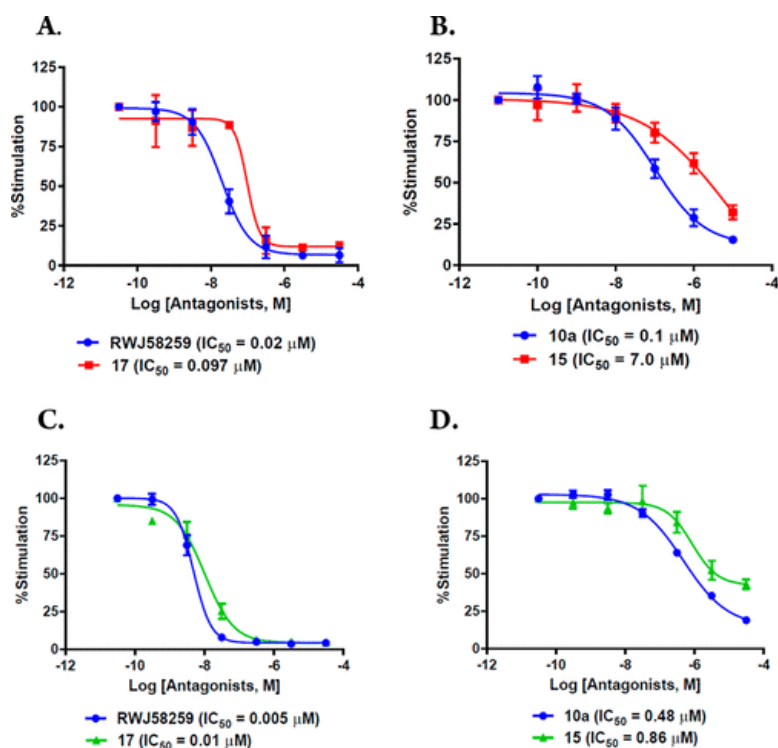 A.
%Stimulation
125
100
75
50
25
0
-12
-10
-8
-6
-4
Log [Antagonists, M]
RWJ58259 (IC50 = 0.02 μM)
17 (IC50 = 0.097 μM)
B.
%Stimulation
125
100
75
50
25
0
-12
-10
-8
-6
-4
Log [Antagonists, M]
10a (IC50 = 0.1 μM)
15 (IC50 = 7.0 μM)
C.
%Stimulation
125
100
75
50
25
0
-12
-10
-8
-6
-4
Log [Antagonists, M]
RWJ58259 (IC50 = 0.005 μM)
17 (IC50 = 0.01 μM)
D.
%Stimulation
125
100
75
50
25
0
-12
-10
-8
-6
-4
Log [Antagonists, M]
10a (IC50 = 0.48 μM)
15 (IC50 = 0.86 μM)